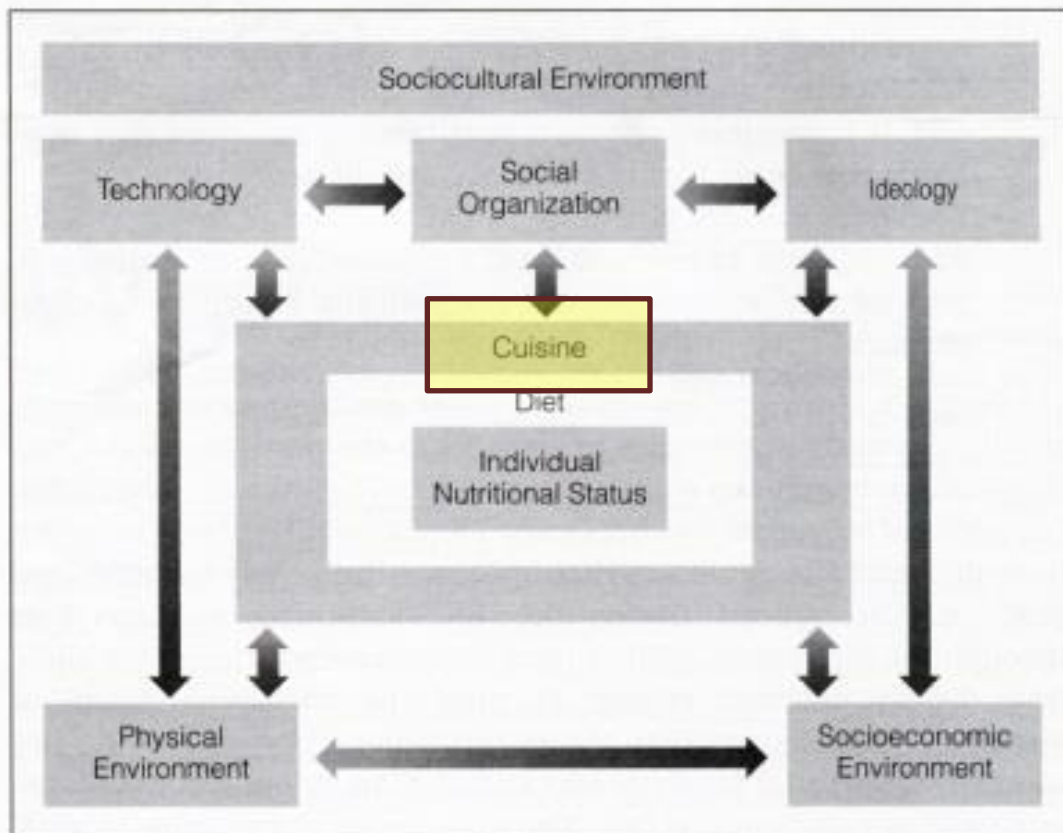 Sociocultural Environment
Technology
Social
Organization
Ideology
Cuisine
Diet
Individual
Nutritional Status
Physical
Environment
Socioeconomic
Environment